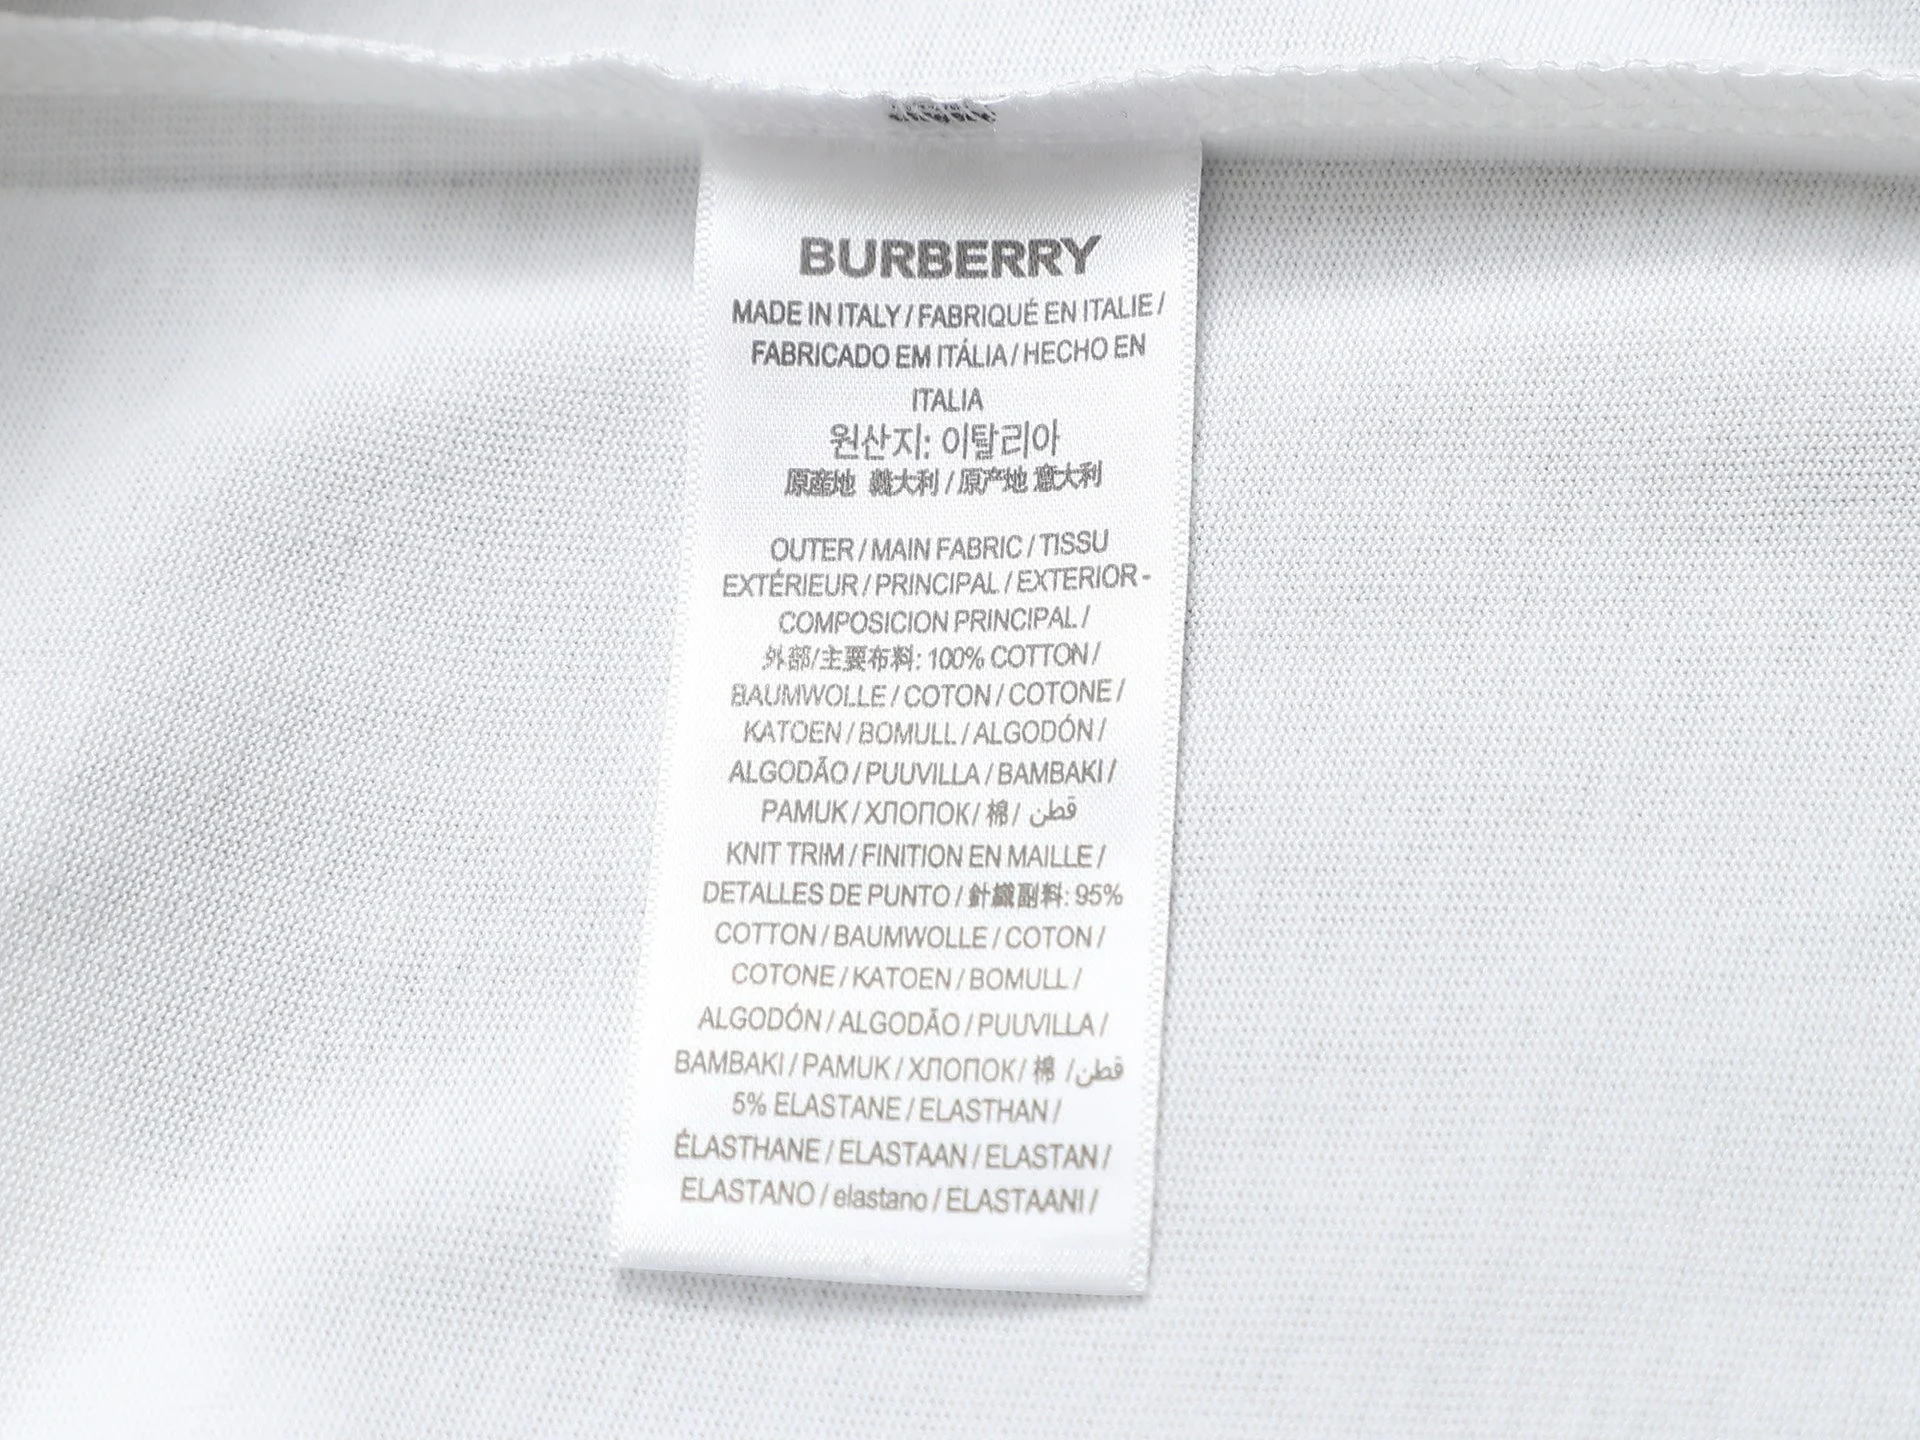 BURBERRY
MADE IN ITALY / FABRIQUÉ EN ITALIE /
FABRICADO EM ITÁLIA / HECHO EN
ITALIA
원산지: 이탈리아
原産地 義大利 / 原产地 意大利
OUTER / MAIN FABRIC / TISSU
EXTÉRIEUR / PRINCIPAL / EXTERIOR -
COMPOSICION PRINCIPAL /
外部/主要布料: 100% COTTON /
BAUMWOLLE / COTON / COTONE /
KATOEN / BOMULL / ALGODÓN /
ALGODÃO / PUUVILLA / BAMBAKI /
PAMUK / ХЛОПОК / 棉 / قطن
KNIT TRIM / FINITION EN MAILLE /
DETALLES DE PUNTO / 針織副料: 95%
COTTON / BAUMWOLLE / COTON /
COTONE / KATOEN / BOMULL /
ALGODÓN / ALGODÃO / PUUVILLA /
BAMBAKI / PAMUK / ХЛОПОК / 棉 / قطن
5% ELASTANE / ELASTHAN /
ÉLASTHANE / ELASTAAN / ELASTAN /
ELASTANO / elastano / ELASTAANI /